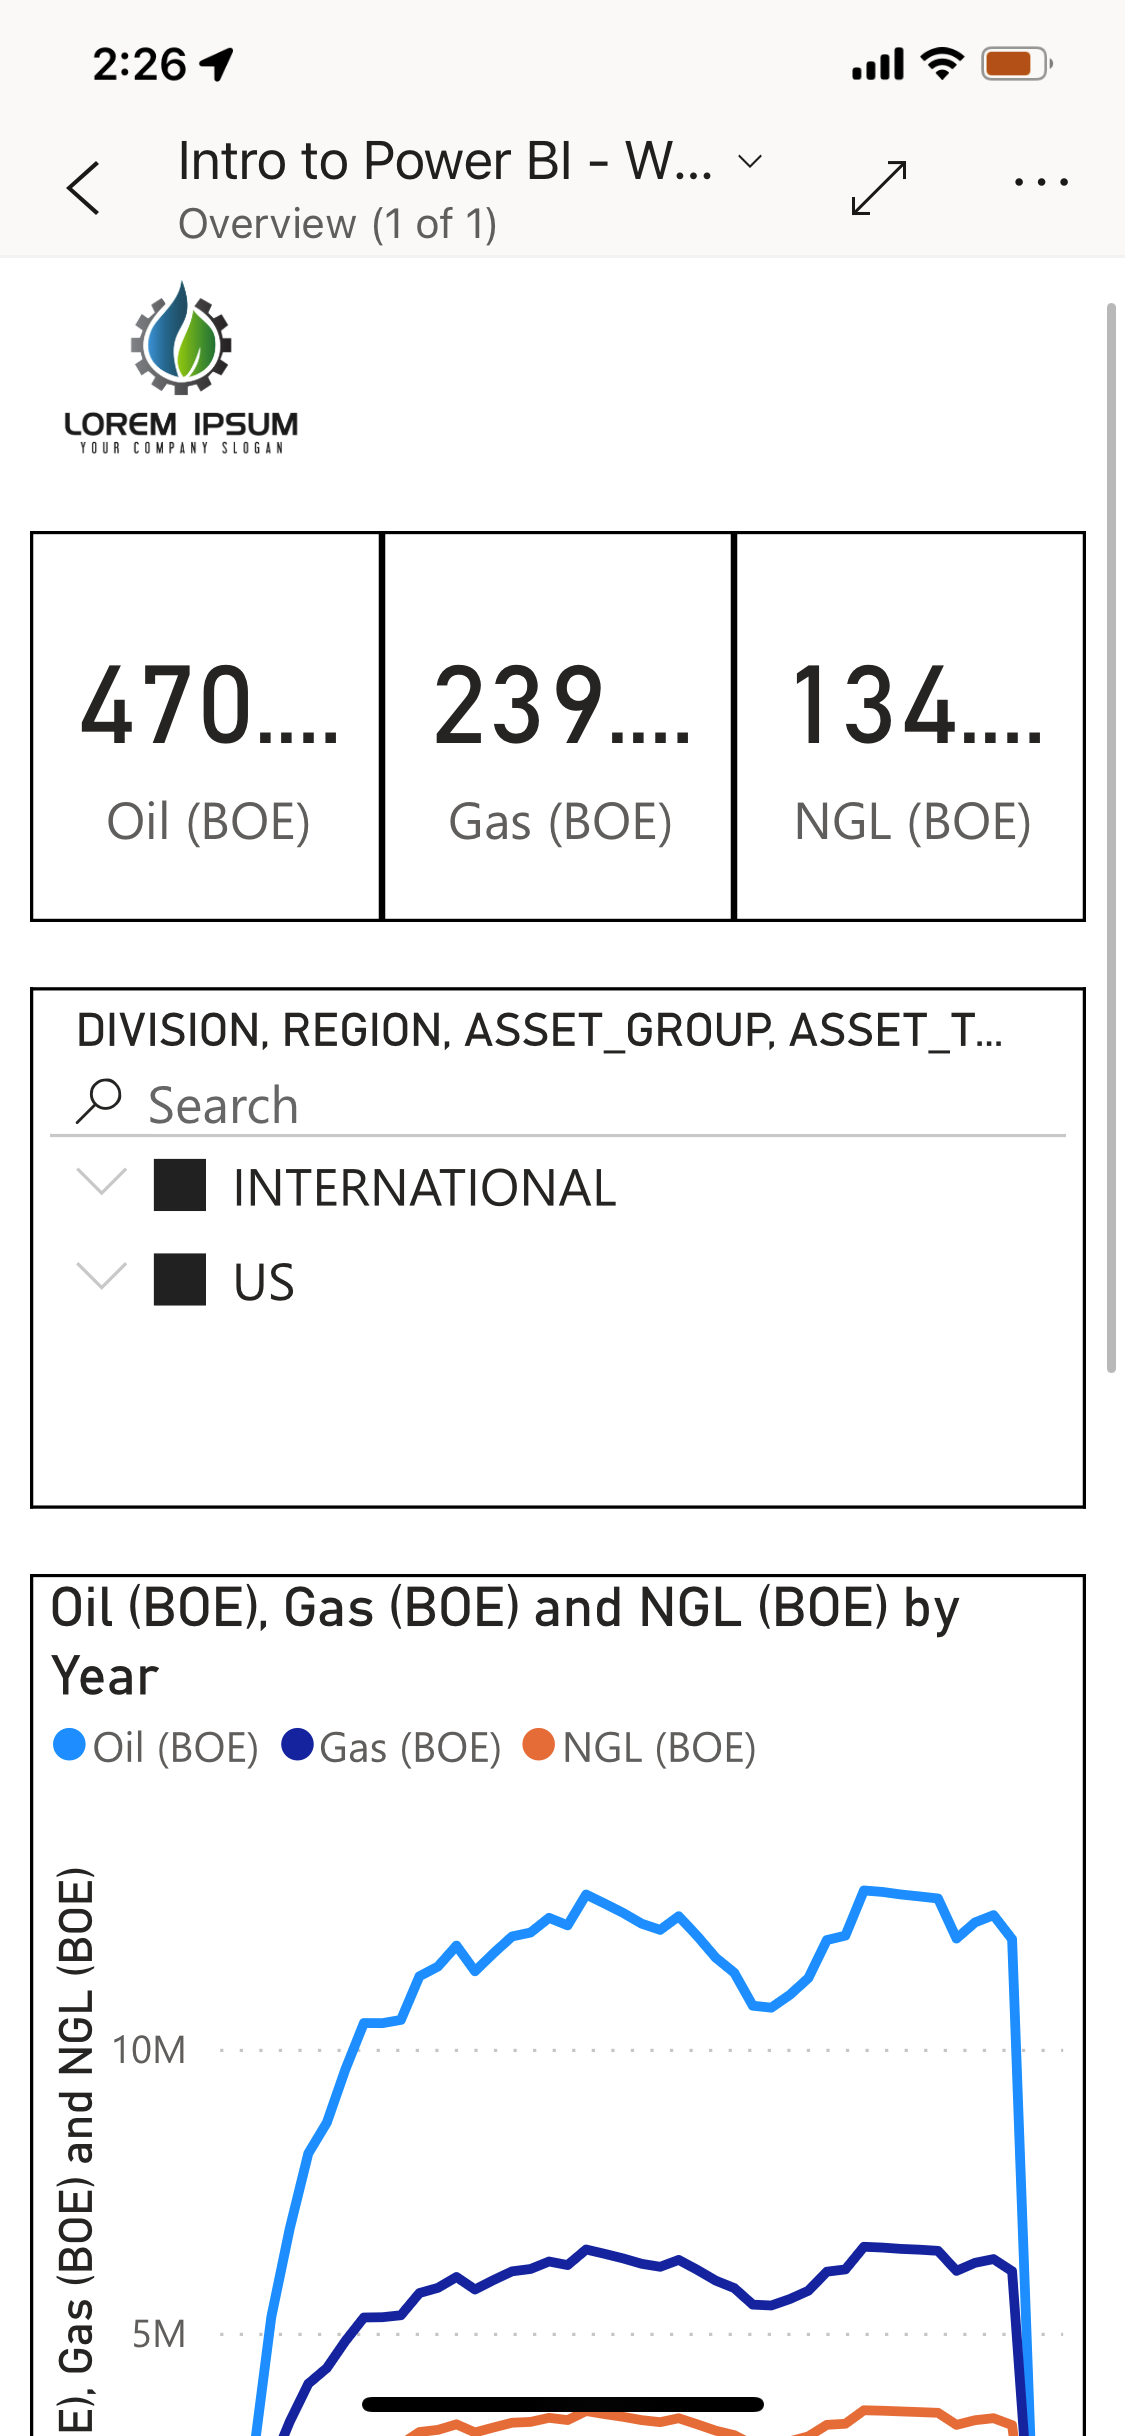 2:26
Intro to Power BI - W...
Overview (1 of 1)
LOREM IPSUM
YOUR COMPANY SLOGAN
470....
239....
134....
Oil (BOE)
Gas (BOE)
NGL (BOE)
DIVISION, REGION, ASSET_GROUP, ASSET_T...
Search
INTERNATIONAL
US
Oil (BOE), Gas (BOE) and NGL (BOE) by
Year
Oil (BOE) Gas (BOE) NGL (BOE)
E), Gas (BOE) and NGL (BOE)
10M
5M